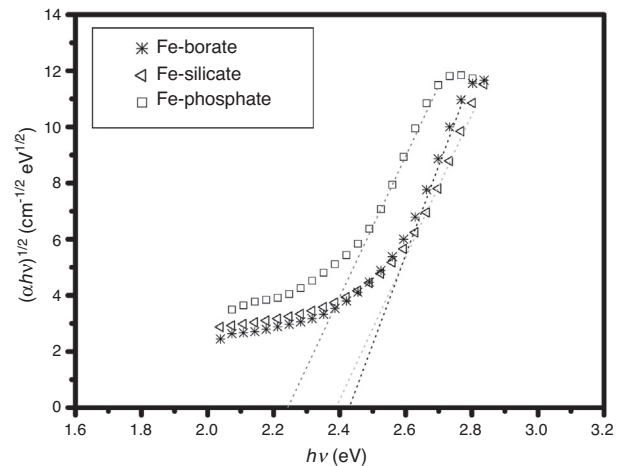 14
12
10
8
6
4
2
0
(αhν)1/2 (cm-1/2 eV1/2)
Fe-borate
Fe-silicate
Fe-phosphate
1.6 1.8 2.0 2.2 2.4 2.6 2.8 3.0 3.2
hν (eV)